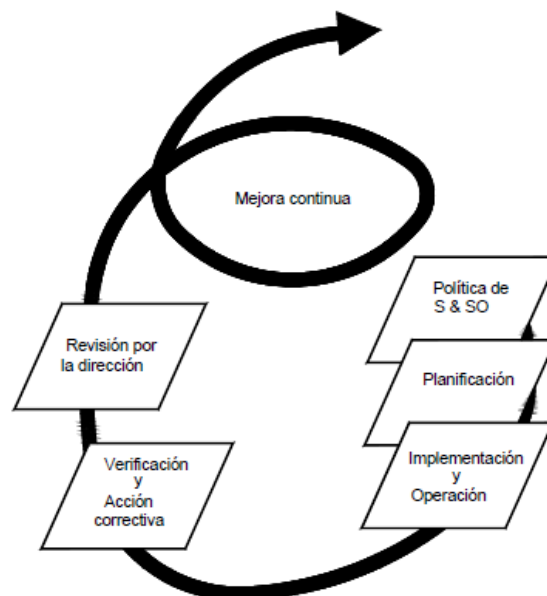 Mejora continua
Política de
S & SO
Planificación
Implementación
y
Operación
Verificación
y
Acción
correctiva
Revisión por
la dirección